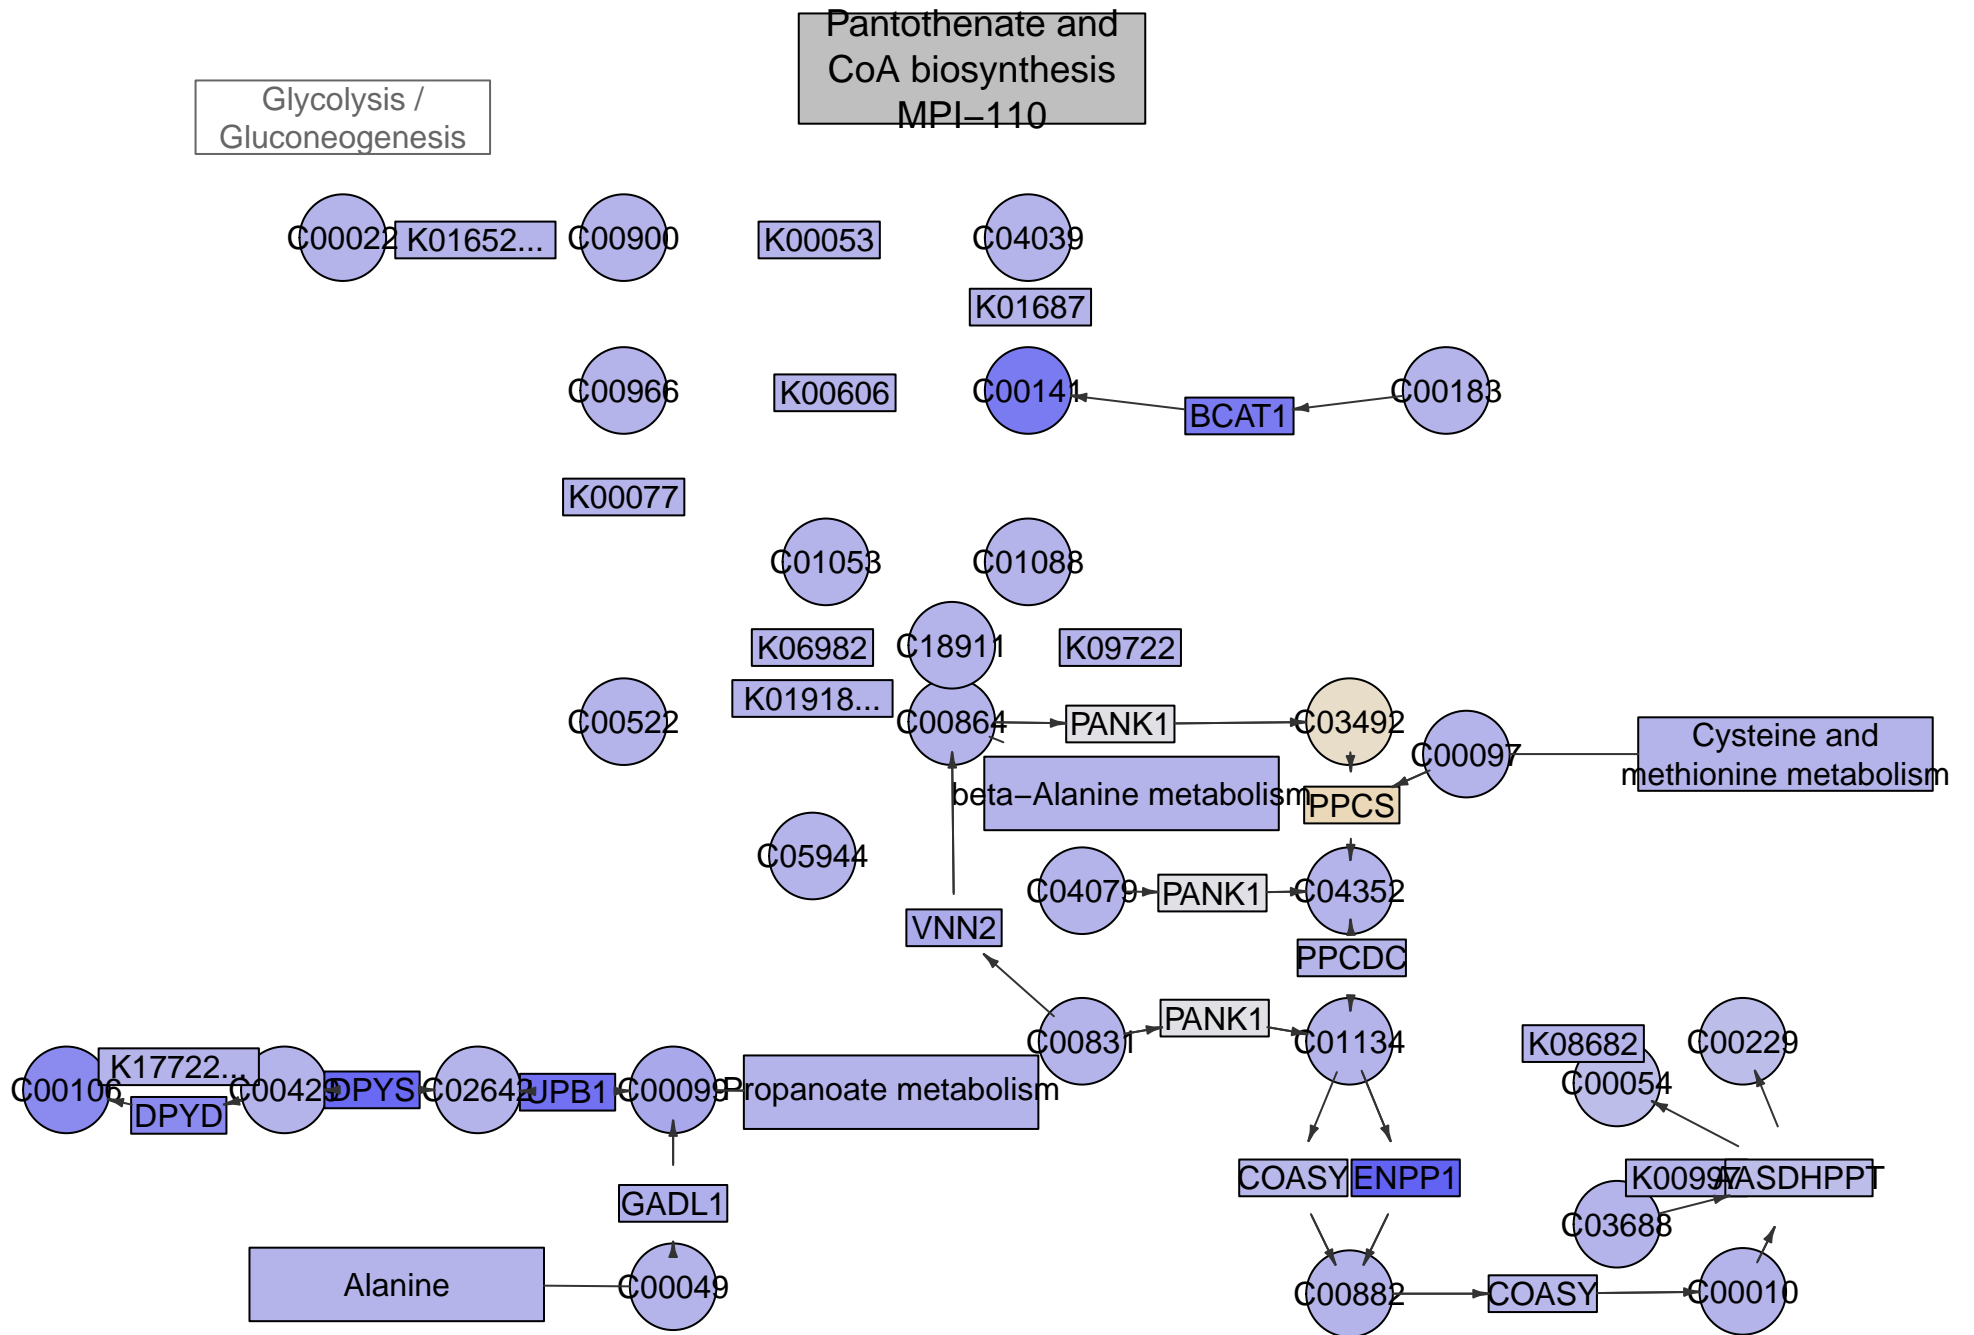 Pantothenate and
CoA biosynthesis
MPI−110
Glycolysis /
Gluconeogenesis
C00022
K01652...
C00900
K00053
C04039
K01687
C00966
K00606
C00141
BCAT1
C00183
K00077
C01053
C01088
K06982
C18911
K09722
K01918...
C00522
C00864
PANK1
C03492
C00097
Cysteine and
methionine metabolism
beta−Alanine metabolism
PPCS
C05944
C04079
PANK1
C04352
VNN2
PPCDC
C00831
PANK1
C01134
K08682
C00229
C00054
C00106
K17722...
DPYD
C00429
DPYS
C02642
UPB1
C00099
Propanoate metabolism
COASY
ENPP1
K00997
AASDHPPT
GADL1
C03688
Alanine
C00049
C00882
COASY
C00010